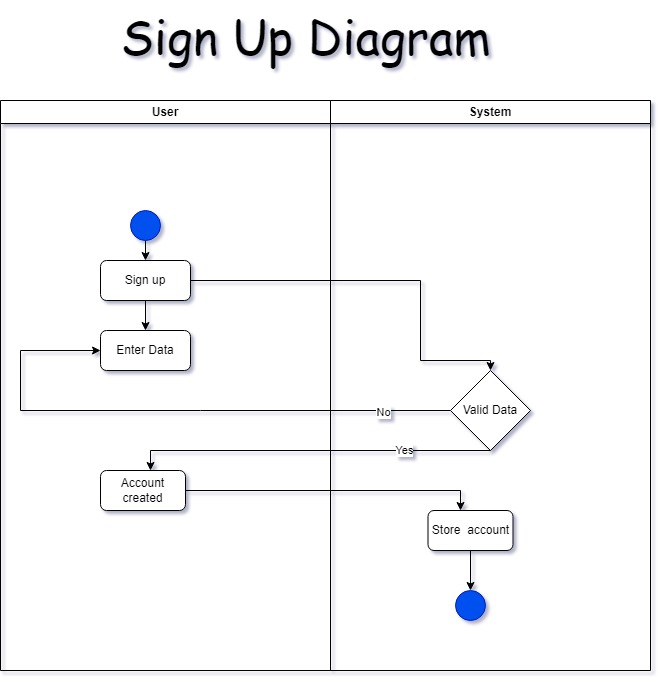 Sign Up Diagram
User
System
Sign up
Enter Data
Valid Data
No
Yes
Account
created
Store  account